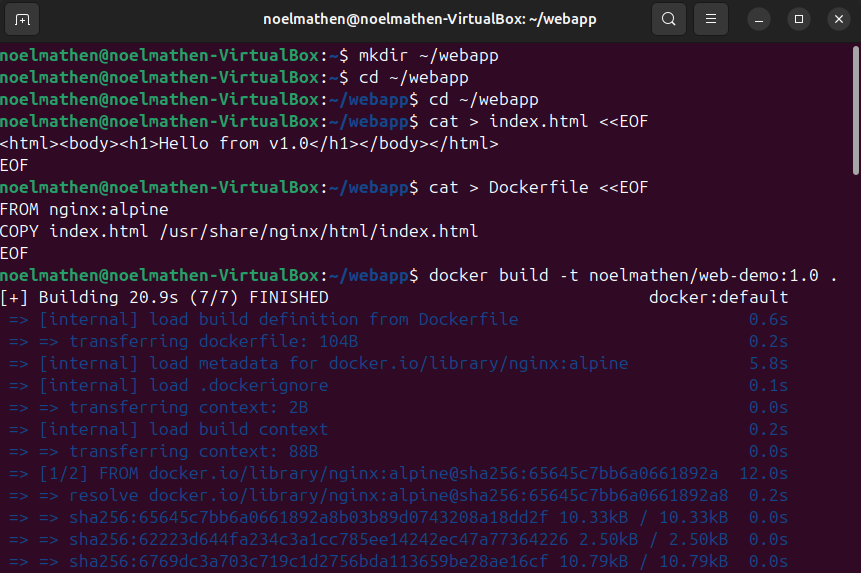 noelmathen@noelmathen-VirtualBox: ~/webapp
noelmathen@noelmathen-VirtualBox:~$ mkdir ~/webapp
noelmathen@noelmathen-VirtualBox:~$ cd ~/webapp
noelmathen@noelmathen-VirtualBox:~/webapp$ cd ~/webapp
noelmathen@noelmathen-VirtualBox:~/webapp$ cat > index.html <<EOF
<html><body><h1>Hello from v1.0</h1></body></html>
EOF
noelmathen@noelmathen-VirtualBox:~/webapp$ cat > Dockerfile <<EOF
FROM nginx:alpine
COPY index.html /usr/share/nginx/html/index.html
EOF
noelmathen@noelmathen-VirtualBox:~/webapp$ docker build -t noelmathen/web-demo:1.0 .
[+] Building 20.9s (7/7) FINISHED docker:default
=> [internal] load build definition from Dockerfile 0.6s
=> => transferring dockerfile: 104B 0.2s
=> [internal] load metadata for docker.io/library/nginx:alpine 5.8s
=> [internal] load .dockerignore 0.1s
=> => transferring context: 2B 0.0s
=> [internal] load build context 0.2s
=> => transferring context: 88B 0.0s
=> [1/2] FROM docker.io/library/nginx:alpine@sha256:65645c7bb6a0661892a 12.0s
=> => resolve docker.io/library/nginx:alpine@sha256:65645c7bb6a0661892a8 0.2s
=> => sha256:65645c7bb6a0661892a8b03b89d0743208a18dd2f 10.33kB / 10.33kB 0.0s
=> => sha256:62223d644fa234c3a1cc785ee14242ec47a77364226 2.50kB / 2.50kB 0.0s
=> => sha256:6769dc3a703c719c1d2756bda113659be28ae16cf 10.79kB / 10.79kB 0.0s